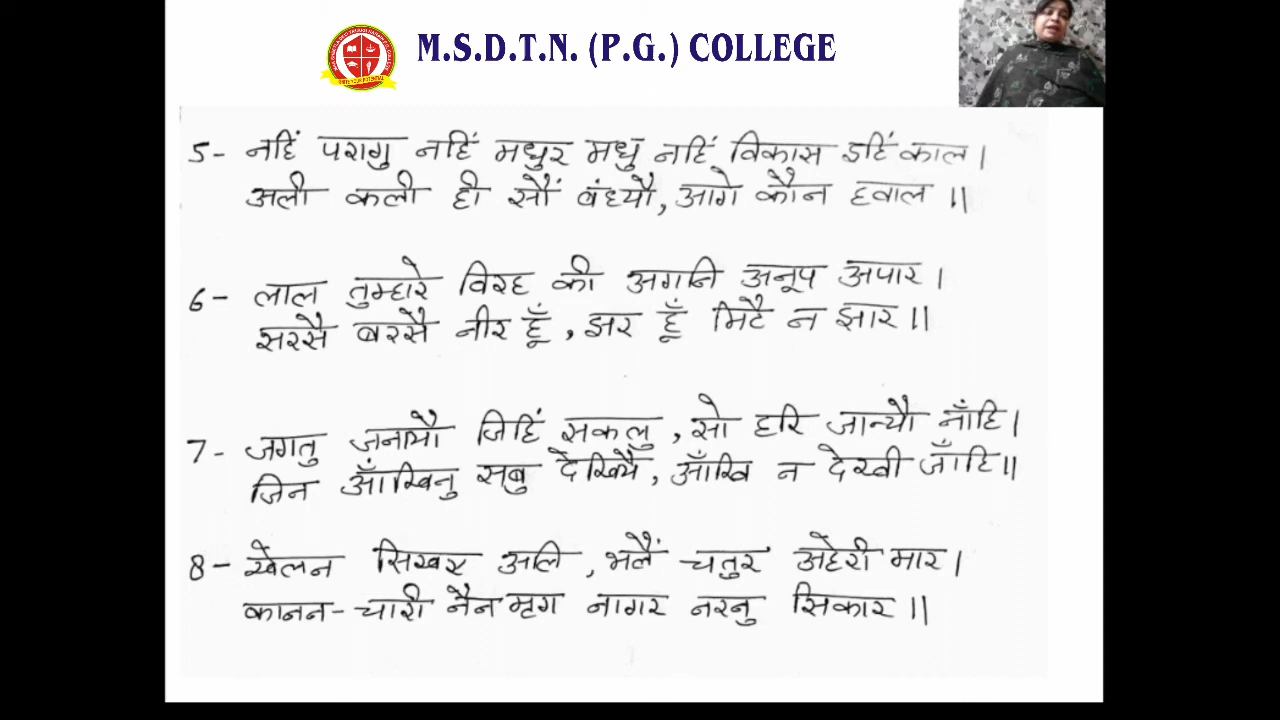 M.S.D.T.N. (P.G.) COLLEGE
5- नहिं परागु नहिं मधुर मधु नहिं विकास इहिं काल।
अली कली ही सौं बंध्यौ, आगे कौन हवाल ॥
6- लाल तुम्हारे विरह की अगनि अनूप अपार।
सरसै बरसै नीर हूँ, झर हूँ मिटै न झार ॥
7- जगतु जनायौ जिहिं सकलु, सो हरि जान्यौ नाँहि।
जिन आँखिनु सबु देखियै, आँखि न देखी जाँहि॥
8- खेलन सिखए अलि, भलैं चतुर अहेरी मार।
कानन-चारी नैन मृग नागर नरनु सिकार ॥